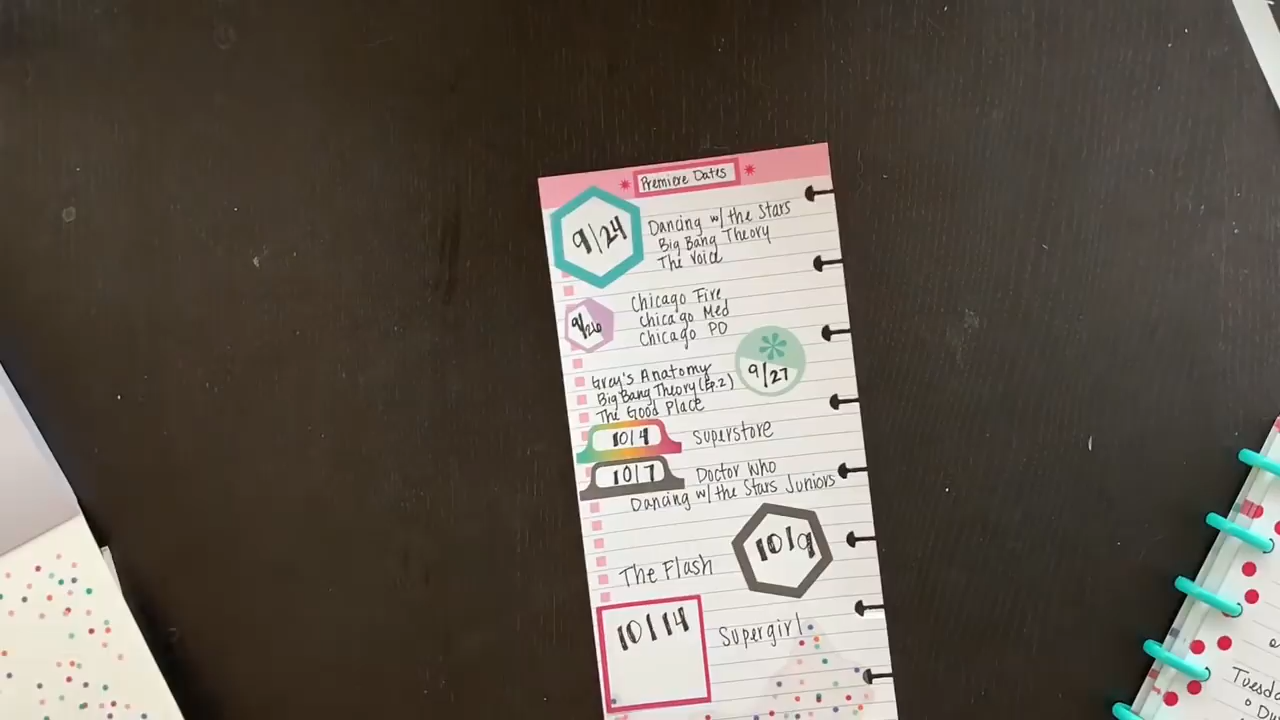 Premiere Dates
9/24
Dancing w/ the Stars
Big Bang Theory
The Voice
9/26
Chicago Fire
Chicago Med
Chicago PD
9/27
Grey's Anatomy
Big Bang Theory (Ep. 2)
The Good Place
10/4
Superstore
10/7
Doctor Who
Dancing w/ the Stars Juniors
10/9
The Flash
10/14
Supergirl